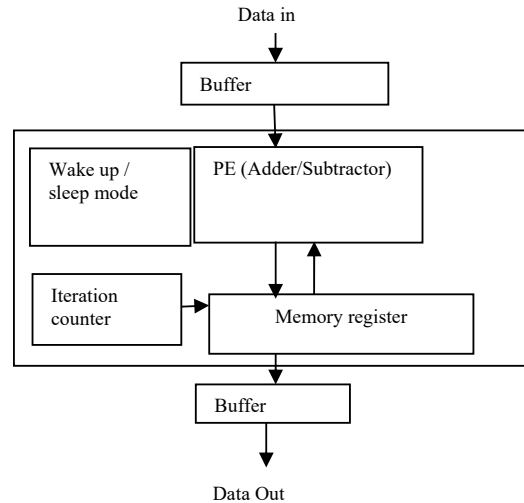 Data in
Buffer
Wake up /
sleep mode
PE (Adder/Subtractor)
Iteration
counter
Memory register
Buffer
Data Out